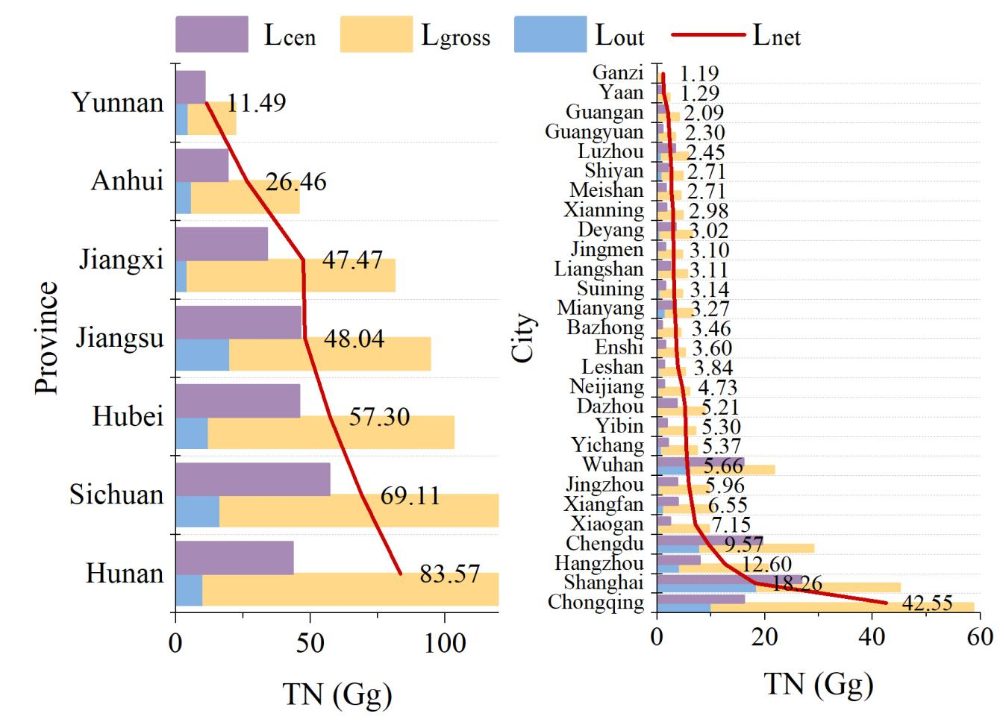 Lcen Lgross Lout Lnet
Province
Yunnan 11.49
Anhui 26.46
Jiangxi 47.47
Jiangsu 48.04
Hubei 57.30
Sichuan 69.11
Hunan 83.57
0 50 100
TN (Gg)
City
Ganzi 1.19
Yaan 1.29
Guangan 2.09
Guangyuan 2.30
Luzhou 2.45
Shiyan 2.71
Meishan 2.71
Xianning 2.98
Deyang 3.02
Jingmen 3.10
Liangshan 3.11
Suining 3.14
Mianyang 3.27
Bazhong 3.46
Enshi 3.60
Leshan 3.84
Neijiang 4.73
Dazhou 5.21
Yibin 5.30
Yichang 5.37
Wuhan 5.66
Jingzhou 5.96
Xiangfan 6.55
Xiaogan 7.15
Chengdu 9.57
Hangzhou 12.60
Shanghai 18.26
Chongqing 42.55
0 20 40 60
TN (Gg)